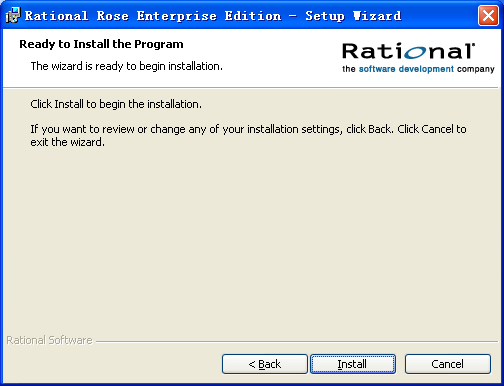 Rational Rose Enterprise Edition - Setup Wizard
Ready to Install the Program
The wizard is ready to begin installation.
Rational
the software development company
Click Install to begin the installation.
If you want to review or change any of your installation settings, click Back. Click Cancel to
exit the wizard.
Rational Software
< Back
Install
Cancel